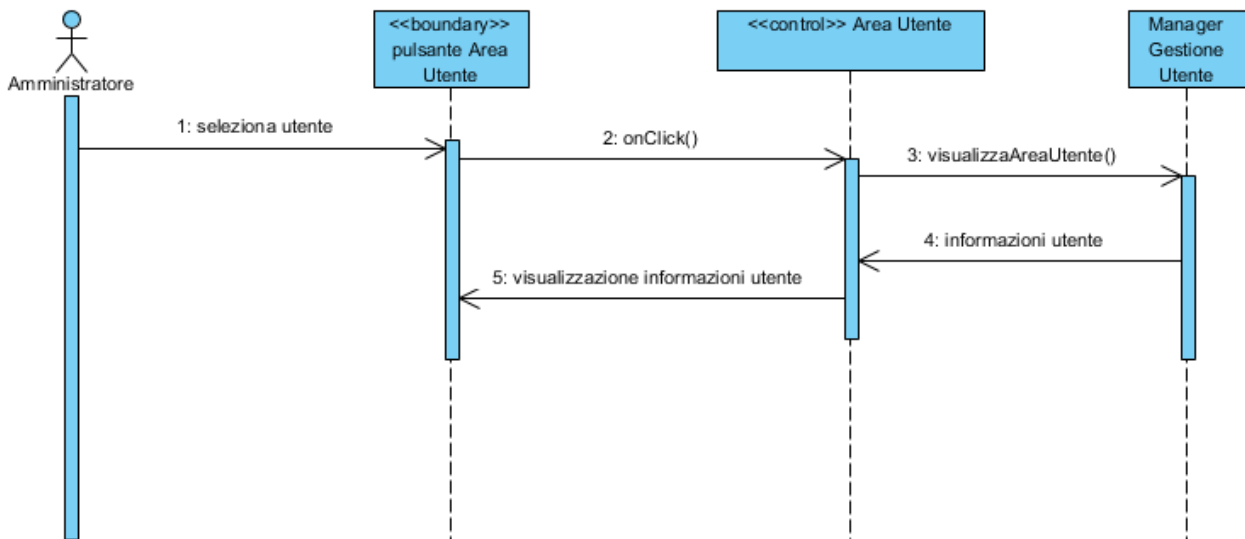 <<boundary>>
pulsante Area
Utente
<<control>> Area Utente
Manager
Gestione
Utente
Amministratore
1: seleziona utente
2: onClick()
3: visualizzaAreaUtente()
4: informazioni utente
5: visualizzazione informazioni utente